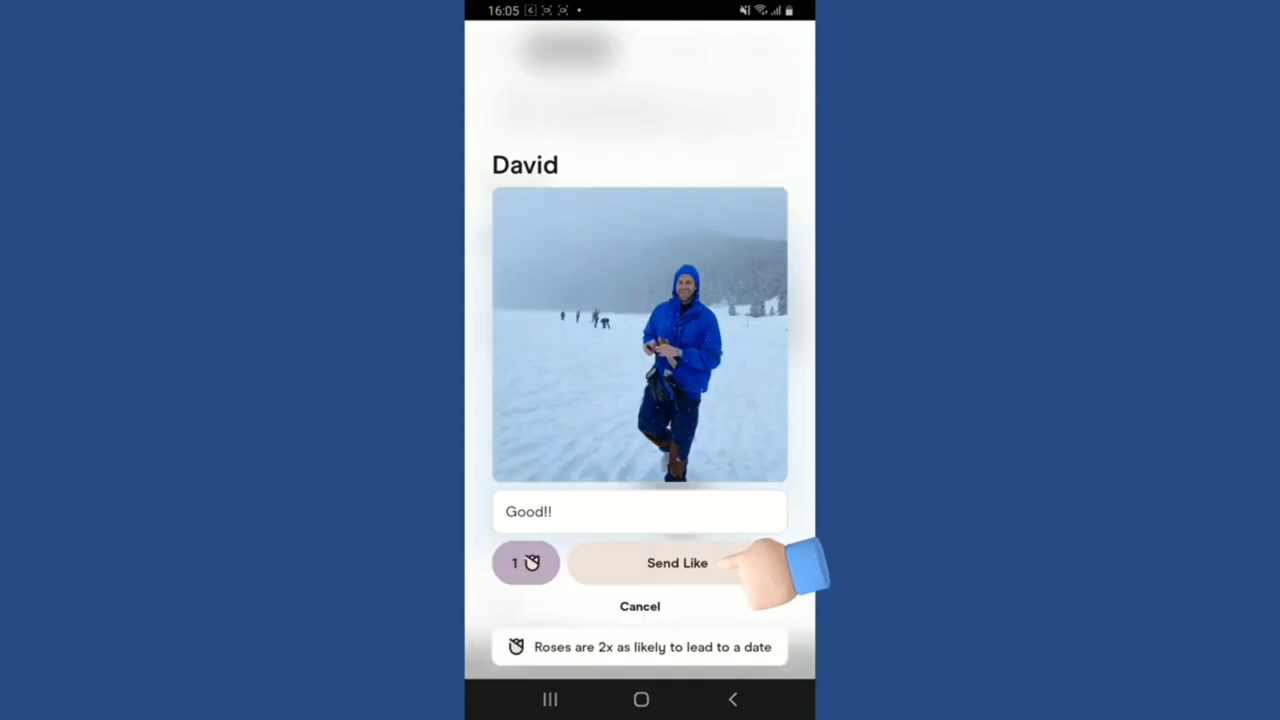 16:05
David
Good!!
1
Send Like
Cancel
Roses are 2x as likely to lead to a date